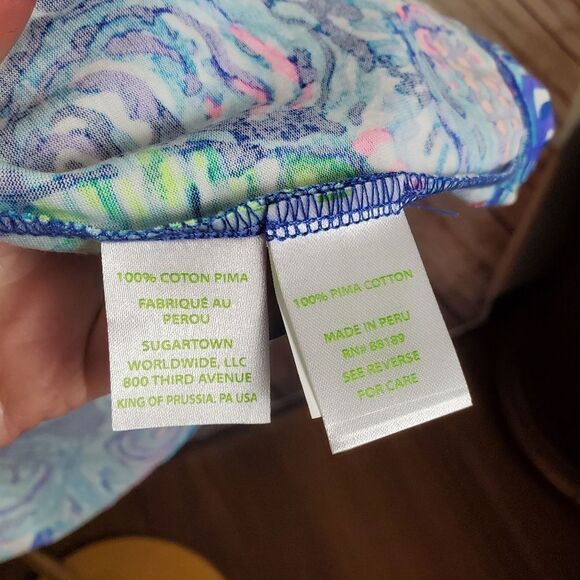 100% COTON PIMA
FABRIQUÉ AU
PEROU
SUGARTOWN
WORLDWIDE, LLC
800 THIRD AVENUE
KING OF PRUSSIA, PA USA
100% PIMA COTTON
MADE IN PERU
RN# 88189
SEE REVERSE
FOR CARE